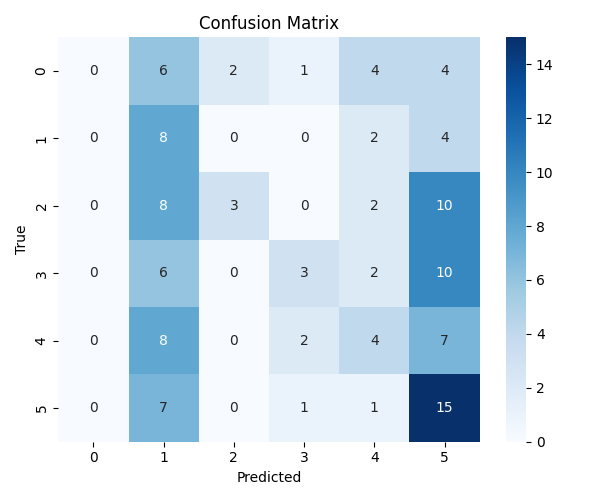 Confusion Matrix
True
0 0 6 2 1 4 4
1 0 8 0 0 2 4
2 0 8 3 0 2 10
3 0 6 0 3 2 10
4 0 8 0 2 4 7
5 0 7 0 1 1 15
0 1 2 3 4 5
Predicted
14
12
10
8
6
4
2
0